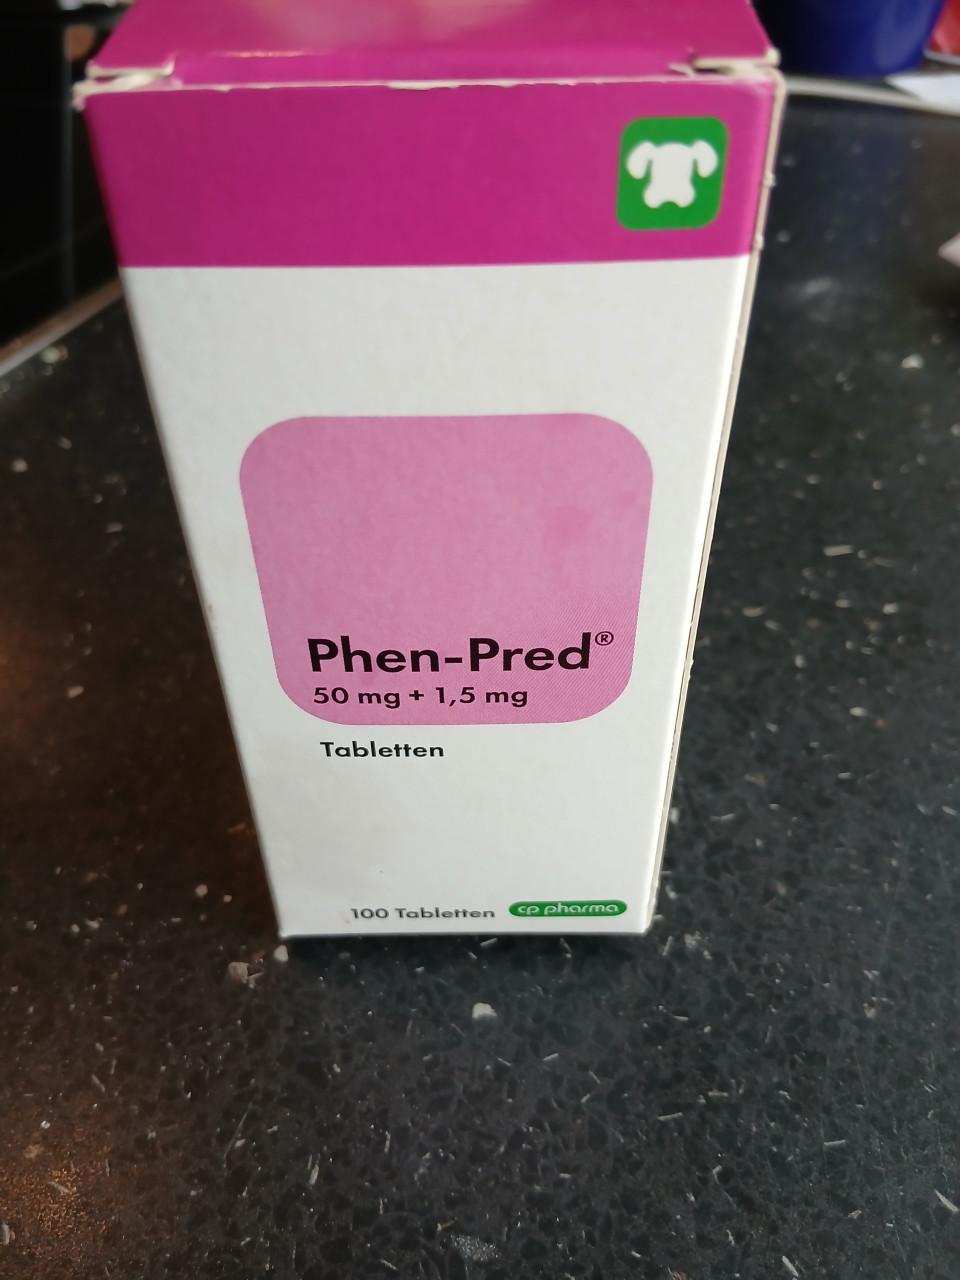 Phen-Pred®
50 mg + 1,5 mg
Tabletten
100 Tabletten cp pharma